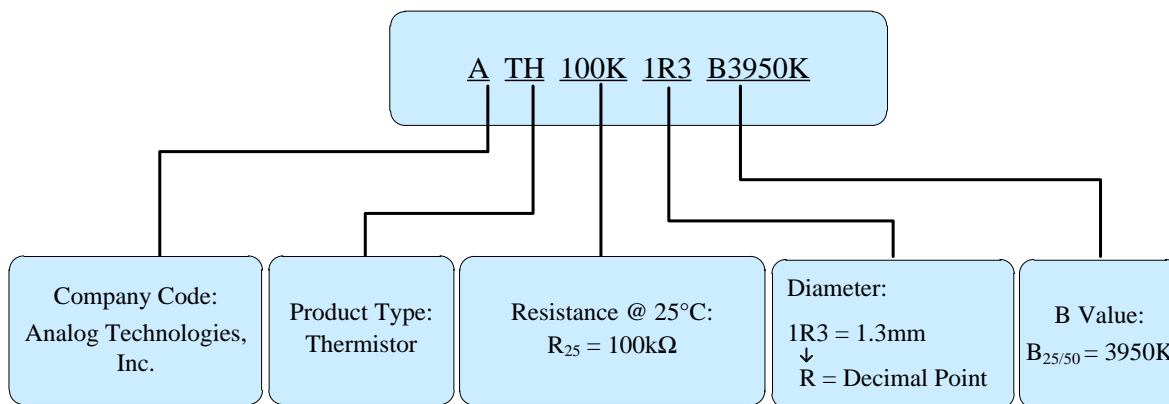 A TH 100K 1R3 B3950K
Company Code:
Analog Technologies,
Inc.
Product Type:
Thermistor
Resistance @ 25°C:
R₂₅ = 100kΩ
Diameter:
1R3 = 1.3mm
↓
R = Decimal Point
B Value:
B₂₅/₅₀ = 3950K